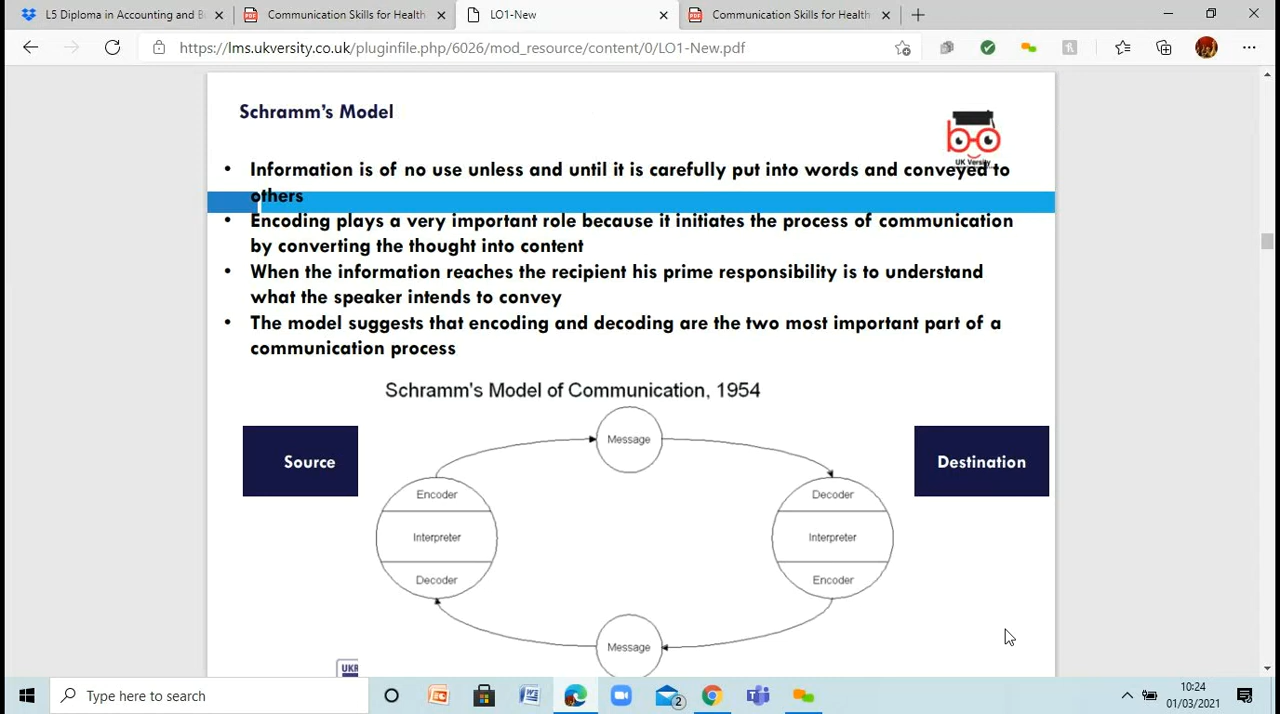 L5 Diploma in Accounting and B
Communication Skills for Health
LO1-New
Communication Skills for Health
https://lms.ukversity.co.uk/pluginfile.php/6026/mod_resource/content/0/LO1-New.pdf
Schramm's Model
UK Versity
• Information is of no use unless and until it is carefully put into words and conveyed to
others
• Encoding plays a very important role because it initiates the process of communication
by converting the thought into content
• When the information reaches the recipient his prime responsibility is to understand
what the speaker intends to convey
• The model suggests that encoding and decoding are the two most important part of a
communication process
Schramm's Model of Communication, 1954
Message
Source
Destination
Encoder
Interpreter
Decoder
Decoder
Interpreter
Encoder
Message
UKR
Type here to search
2
10:24
01/03/2021